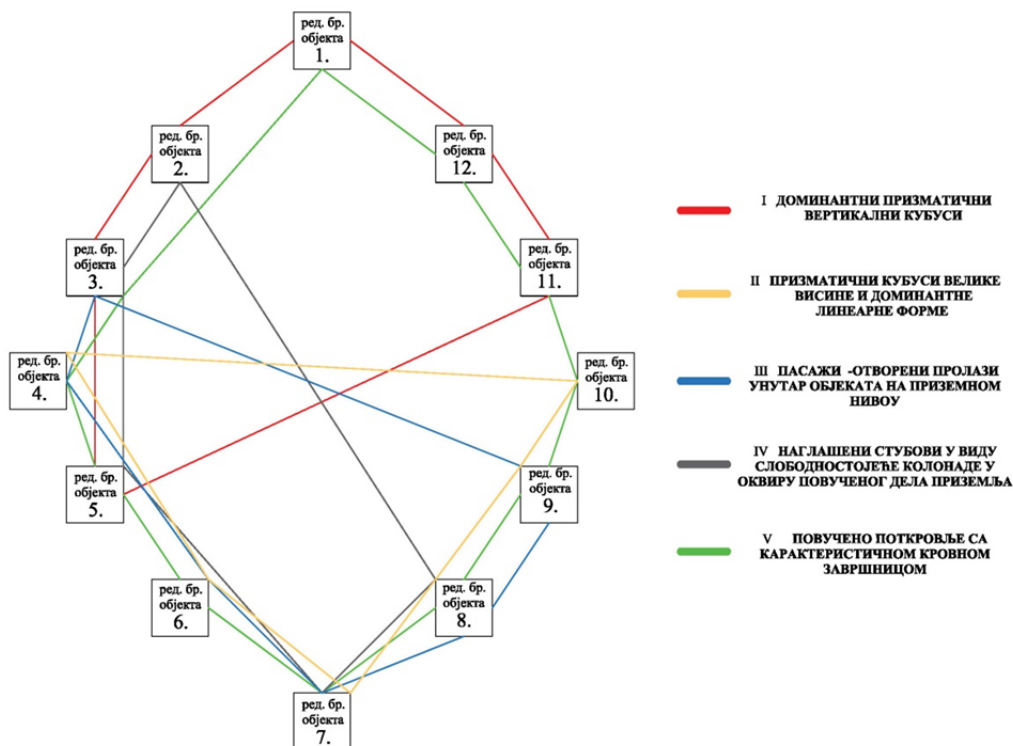 ред. бр.
објекта
1.
ред. бр.
објекта
2.
ред. бр.
објекта
12.
ред. бр.
објекта
3.
ред. бр.
објекта
11.
ред. бр.
објекта
4.
ред. бр.
објекта
10.
ред. бр.
објекта
5.
ред. бр.
објекта
9.
ред. бр.
објекта
6.
ред. бр.
објекта
8.
ред. бр.
објекта
7.
I ДОМИНАНТНИ ПРИЗМАТИЧНИ
ВЕРТИКАЛНИ КУБУСИ
II ПРИЗМАТИЧНИ КУБУСИ ВЕЛИКЕ
ВИСИНЕ И ДОМИНАНТНЕ
ЛИНЕАРНЕ ФОРМЕ
III ПАСАЖИ -ОТВОРЕНИ ПРОЛАЗИ
УНУТАР ОБЈЕКАТА НА ПРИЗЕМНОМ
НИВОУ
IV НАГЛАШЕНИ СТУБОВИ У ВИДУ
СЛОБОДНОСТОЈЕЋЕ КОЛОНАДЕ У
ОКВИРУ ПОВУЧЕНОГ ДЕЛА ПРИЗЕМЉА
V ПОВУЧЕНО ПОТКРОВЉЕ СА
КАРАКТЕРИСТИЧНОМ КРОВНОМ
ЗАВРШНИЦОМ